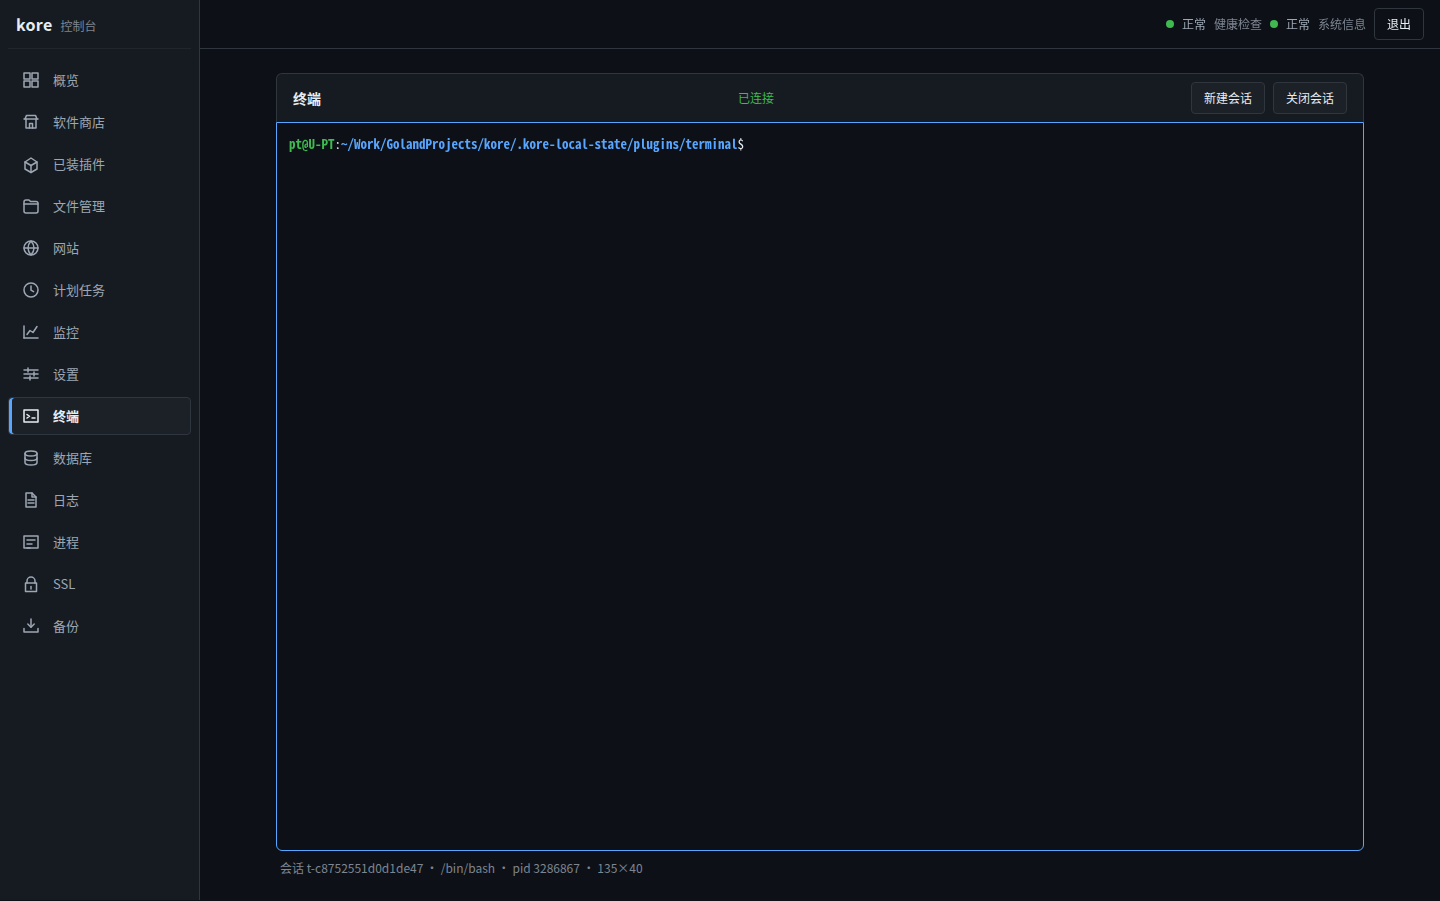 kore 控制台
正常 健康检查 正常 系统信息 退出
概览
软件商店
已装插件
文件管理
网站
计划任务
监控
设置
终端
数据库
日志
进程
SSL
备份
终端 已连接 新建会话 关闭会话
pt@U-PT:~/Work/GolandProjects/kore/.kore-local-state/plugins/terminal$
会话 t-c8752551d0d1de47 · /bin/bash · pid 3286867 · 135×40